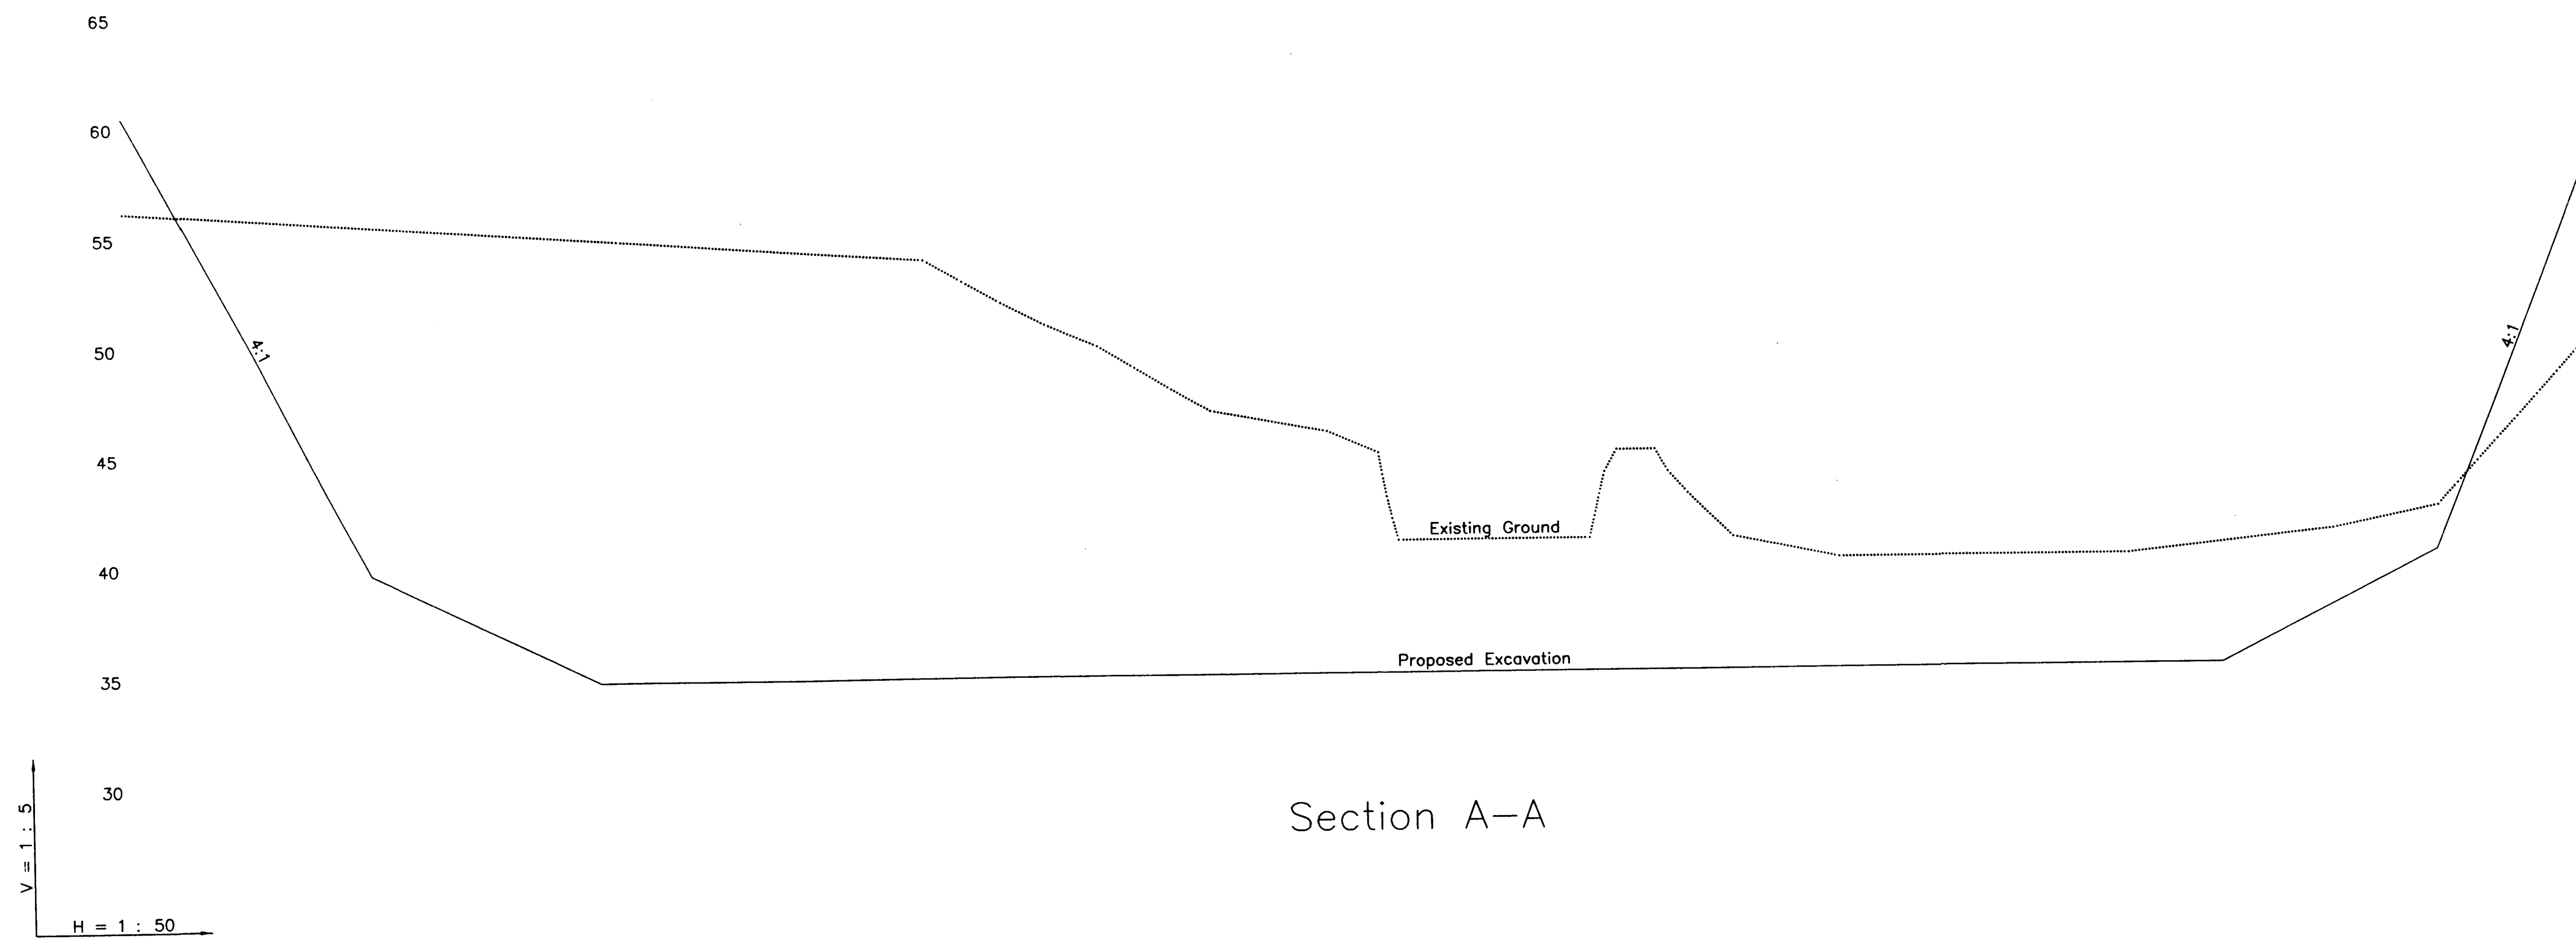 65
60
55
50
4:1
4:1
45
Existing Ground
40
Proposed Excavation
35
30
Section A-A
V = 1 : 5
H = 1 : 50